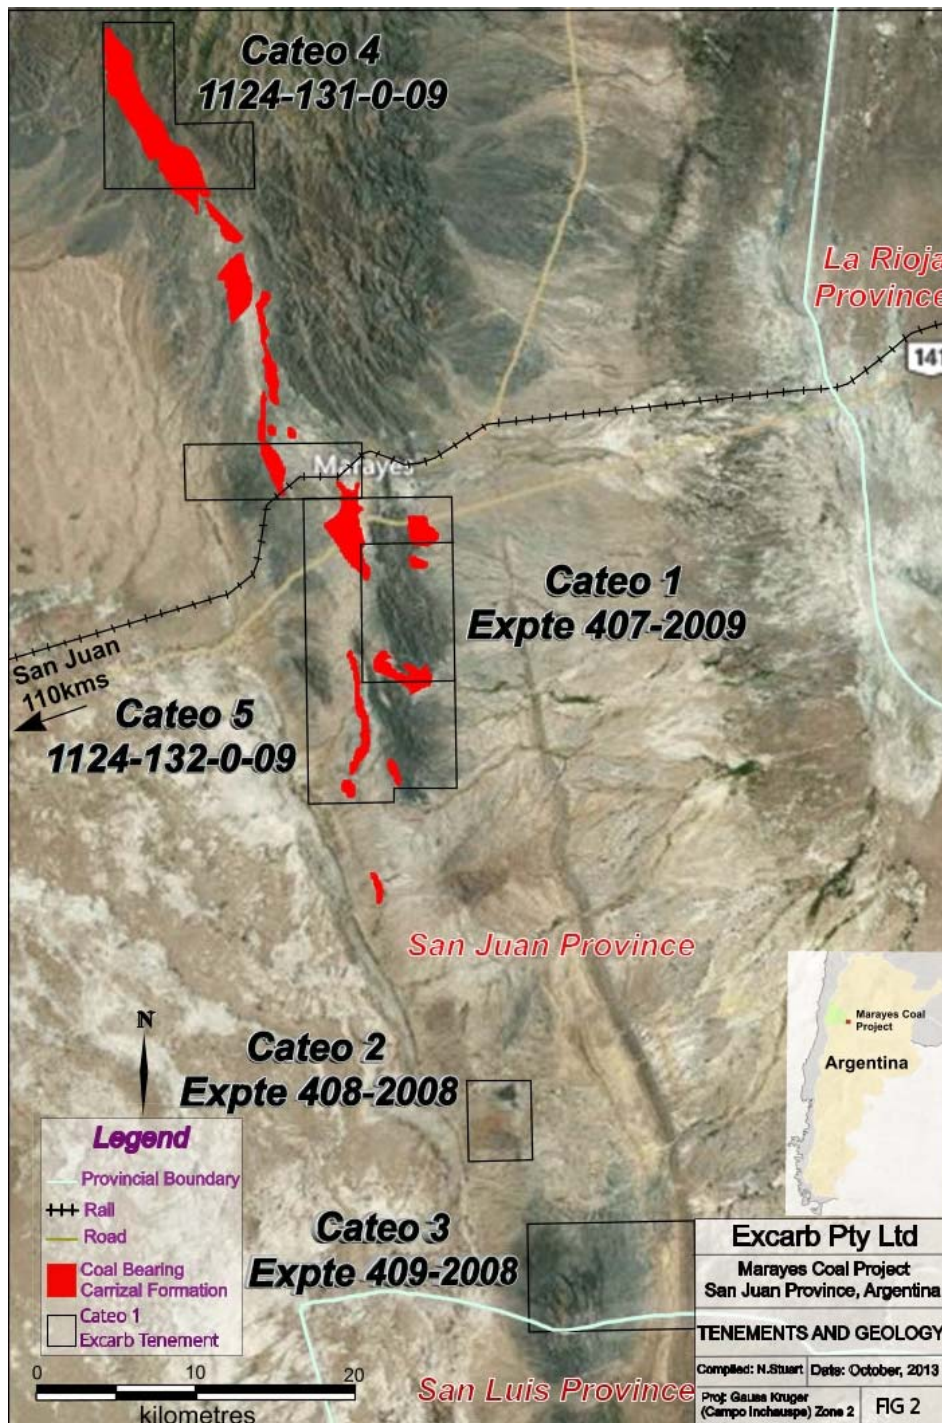 Cateo 4
1124-131-0-09
La Rioja
Province
141
Marayes
Cateo 1
Expte 407-2009
San Juan
110kms
Cateo 5
1124-132-0-09
San Juan Province
Marayes Coal
Project
Argentina
N
Cateo 2
Expte 408-2008
Legend
Provincial Boundary
Rail
Road
Coal Bearing
Carrizal Formation
Cateo 1
Excarb Tenement
Cateo 3
Expte 409-2008
0 10 20
kilometres
San Luis Province
Excarb Pty Ltd
Marayes Coal Project
San Juan Province, Argentina
TENEMENTS AND GEOLOGY
Compiled: N.Stuart Date: October, 2013
Proj: Gauss Kruger
(Campo Inchauspe) Zone 2
FIG 2